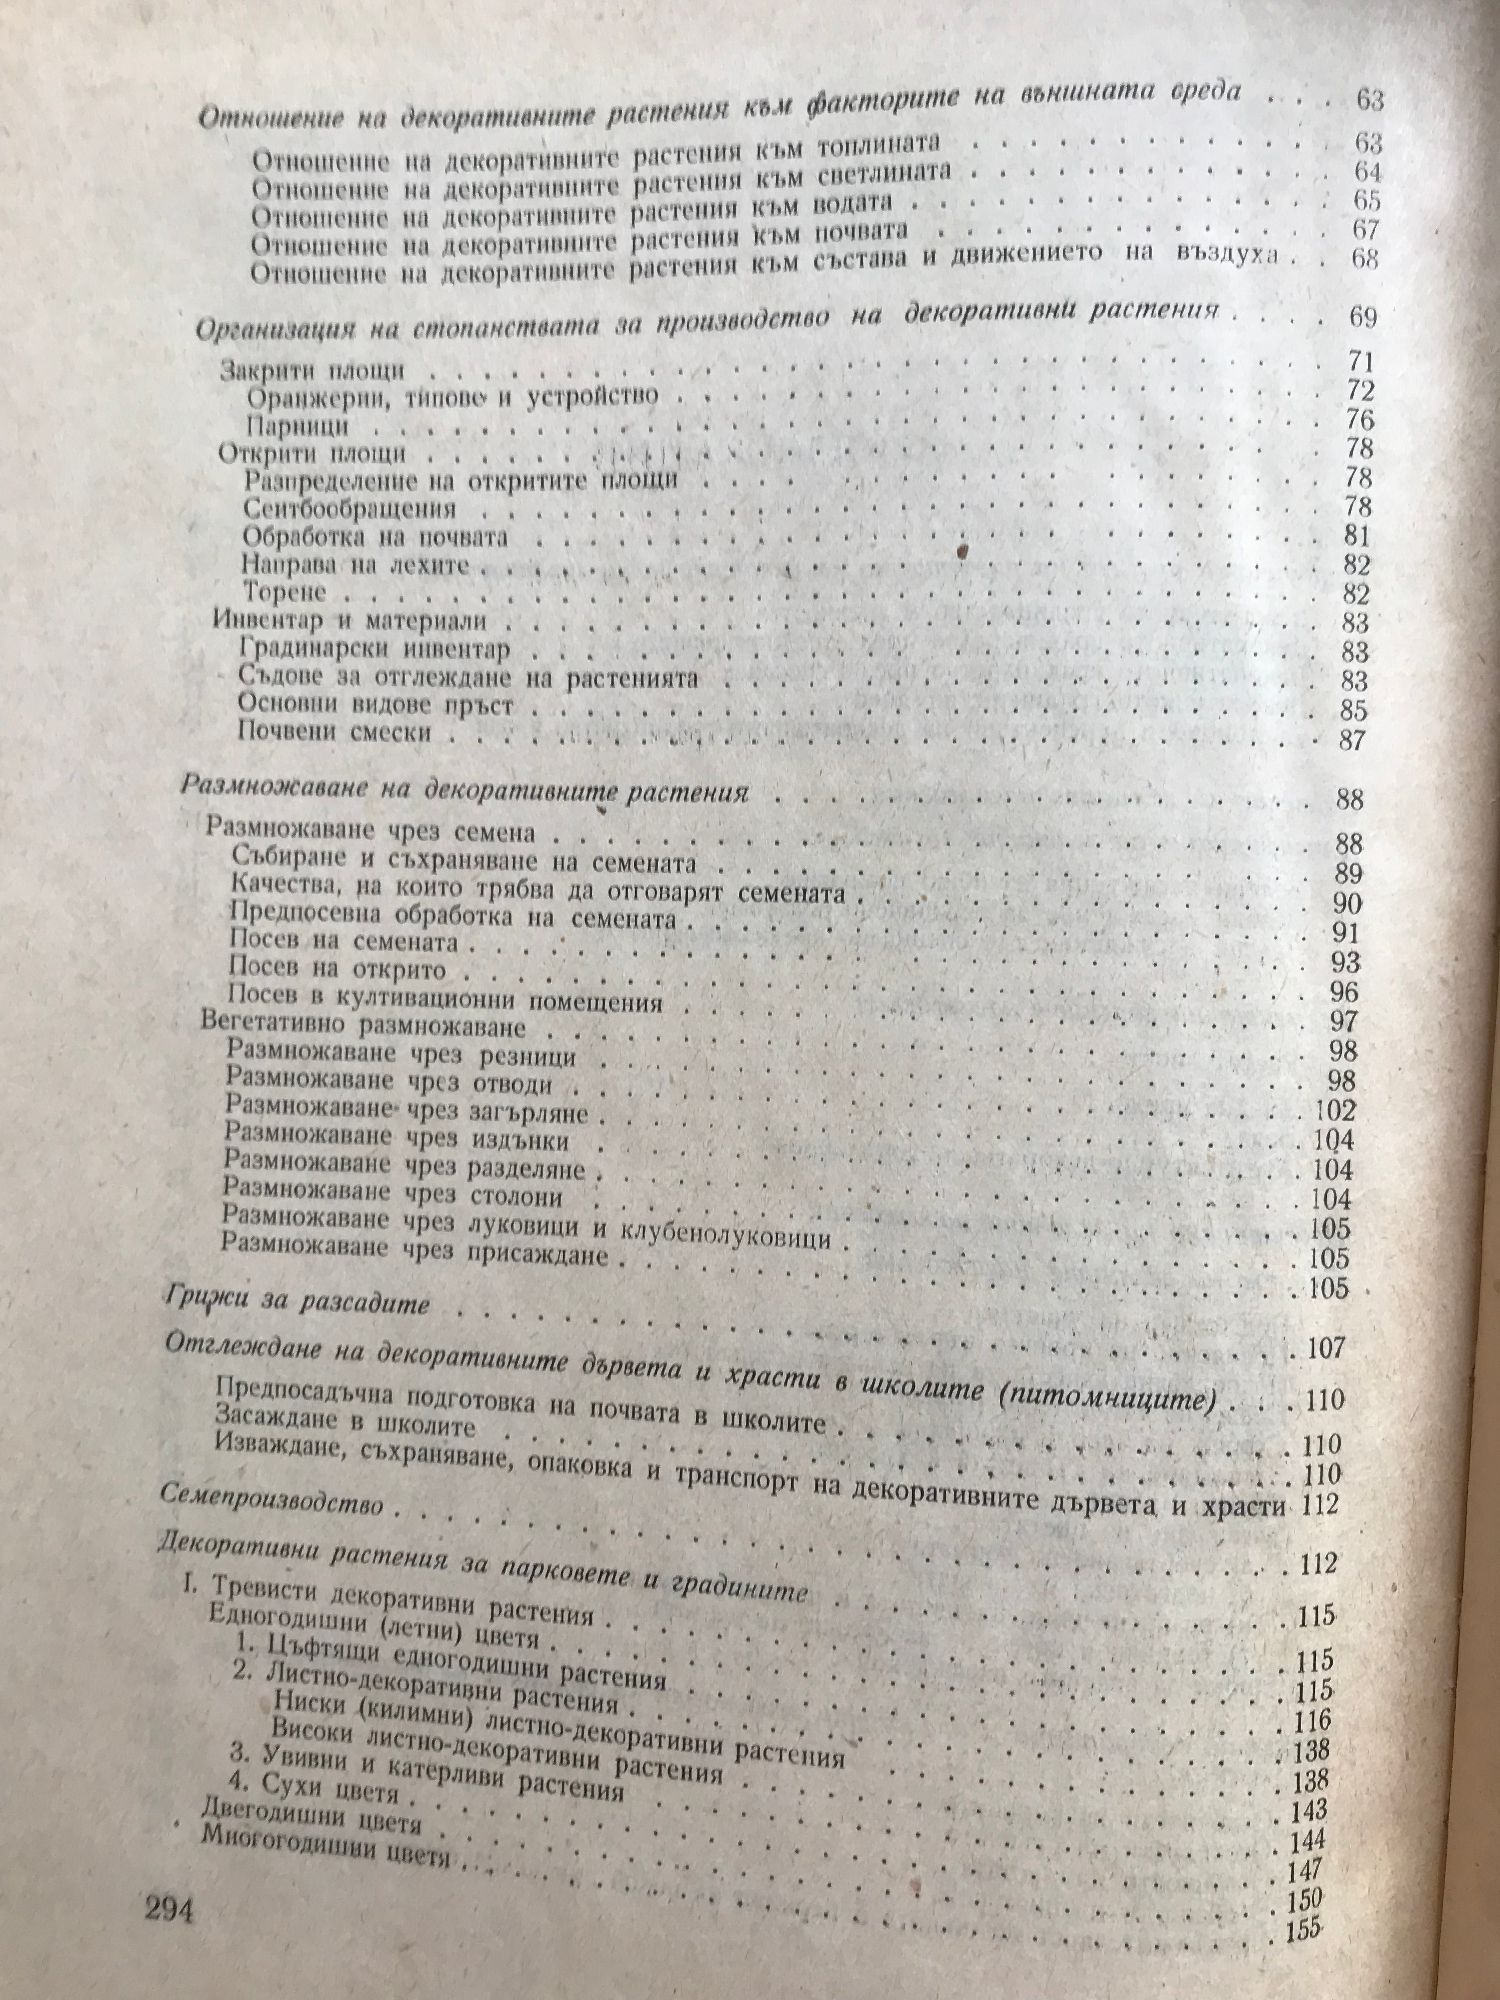 Отношение на декоративните растения към факторите на външната среда . . . 63
Отношение на декоративните растения към топлината . . . 63
Отношение на декоративните растения към светлината . . . 64
Отношение на декоративните растения към водата . . . 65
Отношение на декоративните растения към почвата . . . 67
Отношение на декоративните растения към състава и движението на въздуха . . 68
Организация на стопанствата за производство на декоративни растения . . . . 69
Закрити площи . . . 71
Оранжерии, типове и устройство . . . 72
Парници . . . 76
Открити площи . . . 78
Разпределение на откритите площи . . . 78
Сеитбообращения . . . 78
Обработка на почвата . . . 81
Направа на лехите . . . 82
Торене . . . 82
Инвентар и материали . . . 83
Градинарски инвентар . . . 83
Съдове за отглеждане на растенията . . . 83
Основни видове пръст . . . 85
Почвени смески . . . 87
Размножаване на декоративните растения . . . 88
Размножаване чрез семена . . . 88
Събиране и съхраняване на семената . . . 89
Качества, на които трябва да отговарят семената . . . 90
Предпосевна обработка на семената . . . 91
Посев на семената . . . 93
Посев на открито . . . 96
Посев в култивационни помещения . . . 97
Вегетативно размножаване . . . 98
Размножаване чрез резници . . . 98
Размножаване чрез отводи . . . 102
Размножаване чрез загърляне . . . 104
Размножаване чрез издънки . . . 104
Размножаване чрез разделяне . . . 104
Размножаване чрез столони . . . 105
Размножаване чрез луковици и клубенолуковици . . . 105
Размножаване чрез присаждане . . . 105
Грижи за разсадите . . . 107
Отглеждане на декоративните дървета и храсти в школите (питомниците) . . . 110
Предпосадъчна подготовка на почвата в школите . . . 110
Засаждане в школите . . . 110
Изваждане, съхраняване, опаковка и транспорт на декоративните дървета и храсти 112
Семепроизводство . . . 112
Декоративни растения за парковете и градините . . . 115
I. Тревисти декоративни растения . . . 115
Едногодишни (летни) цветя . . . 115
1. Цъфтящи едногодишни растения . . . 116
2. Листно-декоративни растения . . . 138
Ниски (килимни) листно-декоративни растения . . . 138
Високи листно-декоративни растения . . . 143
3. Увивни и катерливи растения . . . 144
4. Сухи цветя . . . 147
Двегодишни цветя . . . 150
Многогодишни цветя . . . 155
294